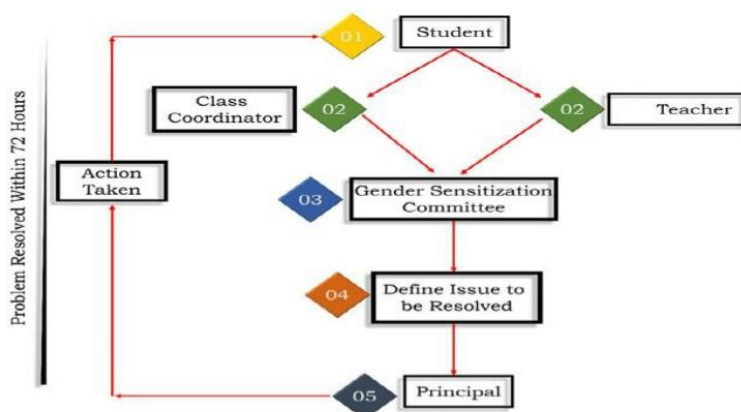 01
Student
Class
Coordinator
02
02
Teacher
Problem Resolved Within 72 Hours
Action
Taken
03
Gender Sensitization
Committee
04
Define Issue to
be Resolved
05
Principal